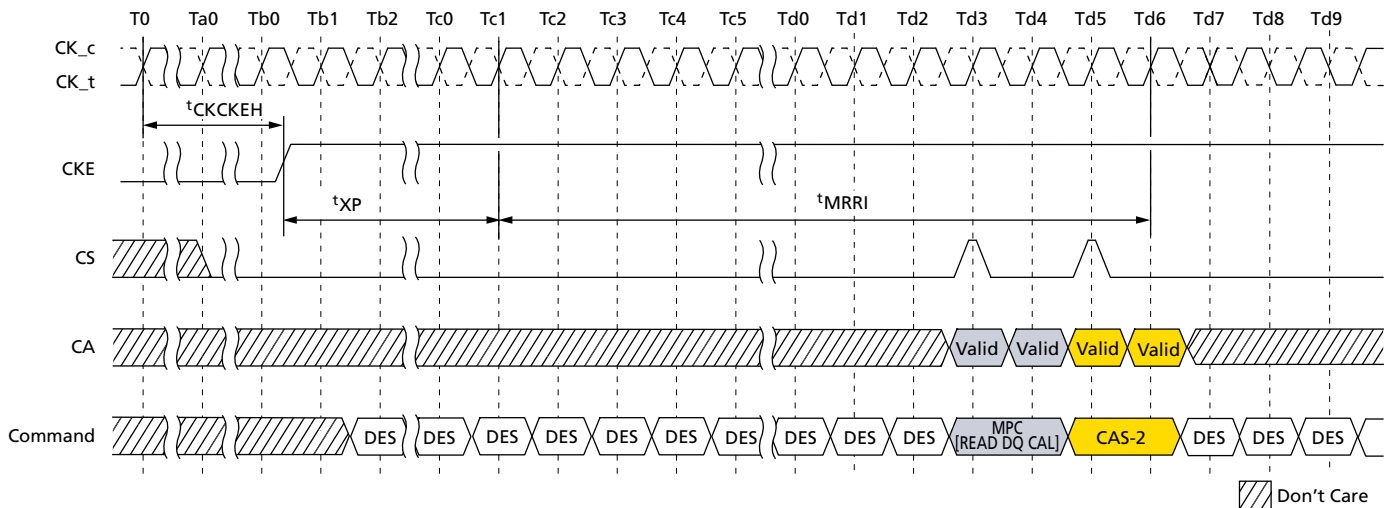 T0 Ta0 Tb0 Tb1 Tb2 Tc0 Tc1 Tc2 Tc3 Tc4 Tc5 Td0 Td1 Td2 Td3 Td4 Td5 Td6 Td7 Td8 Td9
CK_c
CK_t
tCKCKEH
CKE
tXP tMRRI
CS
CA Valid Valid Valid Valid
Command DES DES DES DES DES DES DES DES DES DES MPC [READ DQ CAL] CAS-2 DES DES DES
Don't Care